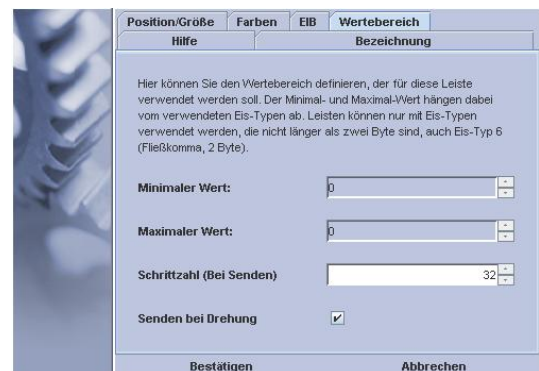 Position/Größe Farben EIB Wertebereich
Hilfe Bezeichnung
Hier können Sie den Wertebereich definieren, der für diese Leiste
verwendet werden soll. Der Minimal- und Maximal-Wert hängen dabei
vom verwendeten Eis-Typen ab. Leisten können nur mit Eis-Typen
verwendet werden, die nicht länger als zwei Byte sind, auch Eis-Typ 6
(Fließkomma, 2 Byte).
Minimaler Wert: 0
Maximaler Wert: 0
Schrittzahl (Bei Senden) 32
Senden bei Drehung
Bestätigen Abbrechen